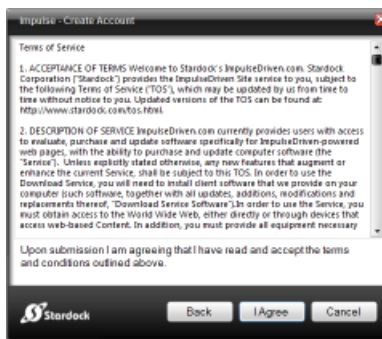 Impulse - Create Account
Terms of Service
1. ACCEPTANCE OF TERMS Welcome to Stardock's ImpulseDriven.com. Stardock
Corporation ("Stardock") provides the ImpulseDriven Site service to you, subject to
the following Terms of Service ("TOS"), which may be updated by us from time to
time without notice to you. Updated versions of the TOS can be found at:
http://www.stardock.com/tos.html.
2. DESCRIPTION OF SERVICE ImpulseDriven.com currently provides users with access
to evaluate, purchase and update software specifically for ImpulseDriven-powered
web pages, with the ability to purchase and update computer software (the
"Service"). Unless explicitly stated otherwise, any new features that augment or
enhance the current Service, shall be subject to this TOS. In order to use the
Download Service, you will need to install client software that we provide on your
computer (such software, together with all updates, additions, modifications and
replacements thereof, "Download Service Software").In order to use the Service, you
must obtain access to the World Wide Web, either directly or through devices that
access web-based Content. In addition, you must provide all equipment necessary
Upon submission I am agreeing that I have read and accept the terms
and conditions outlined above.
Stardock
Back
I Agree
Cancel